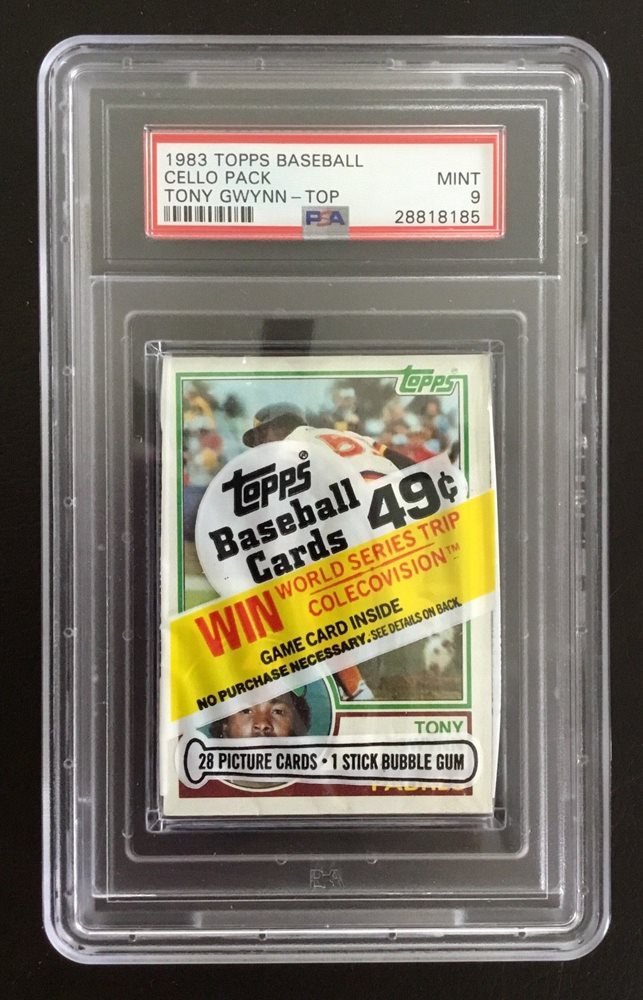 1983 TOPPS BASEBALL
CELLO PACK MINT
TONY GWYNN - TOP 9
PSA 28818185
topps®
topps®
Baseball
Cards 49¢
WIN WORLD SERIES TRIP
COLECOVISION™
GAME CARD INSIDE
NO PURCHASE NECESSARY. SEE DETAILS ON BACK.
TONY
28 PICTURE CARDS • 1 STICK BUBBLE GUM
PADRES
PSA